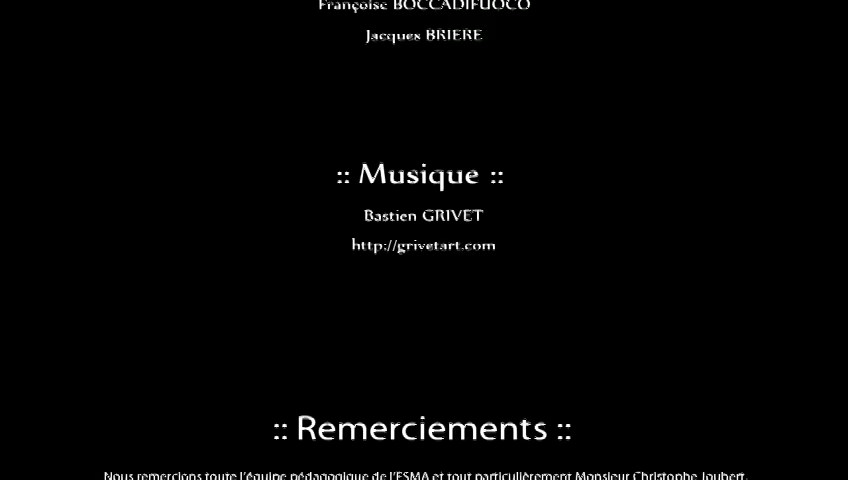 Françoise BOCCADIFUOCO
Jacques BRIERE
:: Musique ::
Bastien GRIVET
http://grivetart.com
:: Remerciements ::
Nous remercions toute l'équipe pédagogique de l'ESMA et tout particulièrement Monsieur Christophe Joubert,